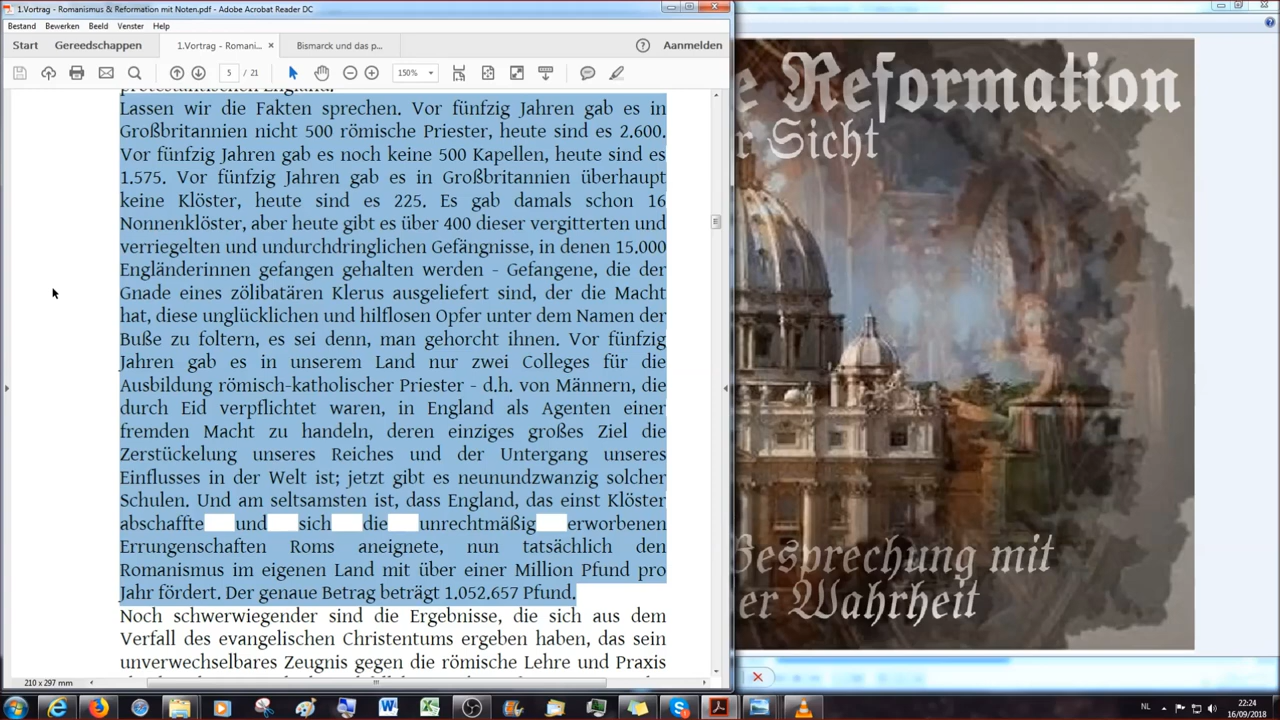 1.Vortrag - Romanismus & Reformation mit Noten.pdf - Adobe Acrobat Reader DC
Bestand Bewerken Beeld Venster Help
Start Gereedschappen 1.Vortrag - Romani... × Bismarck und das p... Aanmelden
5 / 21 150%
protestantischen England.
Lassen wir die Fakten sprechen. Vor fünfzig Jahren gab es in
Großbritannien nicht 500 römische Priester, heute sind es 2.600.
Vor fünfzig Jahren gab es noch keine 500 Kapellen, heute sind es
1.575. Vor fünfzig Jahren gab es in Großbritannien überhaupt
keine Klöster, heute sind es 225. Es gab damals schon 16
Nonnenklöster, aber heute gibt es über 400 dieser vergitterten und
verriegelten und undurchdringlichen Gefängnisse, in denen 15.000
Engländerinnen gefangen gehalten werden - Gefangene, die der
Gnade eines zölibatären Klerus ausgeliefert sind, der die Macht
hat, diese unglücklichen und hilflosen Opfer unter dem Namen der
Buße zu foltern, es sei denn, man gehorcht ihnen. Vor fünfzig
Jahren gab es in unserem Land nur zwei Colleges für die
Ausbildung römisch-katholischer Priester - d.h. von Männern, die
durch Eid verpflichtet waren, in England als Agenten einer
fremden Macht zu handeln, deren einziges großes Ziel die
Zerstückelung unseres Reiches und der Untergang unseres
Einflusses in der Welt ist; jetzt gibt es neunundzwanzig solcher
Schulen. Und am seltsamsten ist, dass England, das einst Klöster
abschaffte und sich die unrechtmäßig erworbenen
Errungenschaften Roms aneignete, nun tatsächlich den
Romanismus im eigenen Land mit über einer Million Pfund pro
Jahr fördert. Der genaue Betrag beträgt 1.052.657 Pfund.
Noch schwerwiegender sind die Ergebnisse, die sich aus dem
Verfall des evangelischen Christentums ergeben haben, das sein
unverwechselbares Zeugnis gegen die römische Lehre und Praxis
210 x 297 mm
e Reformation
r Sicht
Besprechung mit
er Wahrheit
NL 22:24
16/09/2018